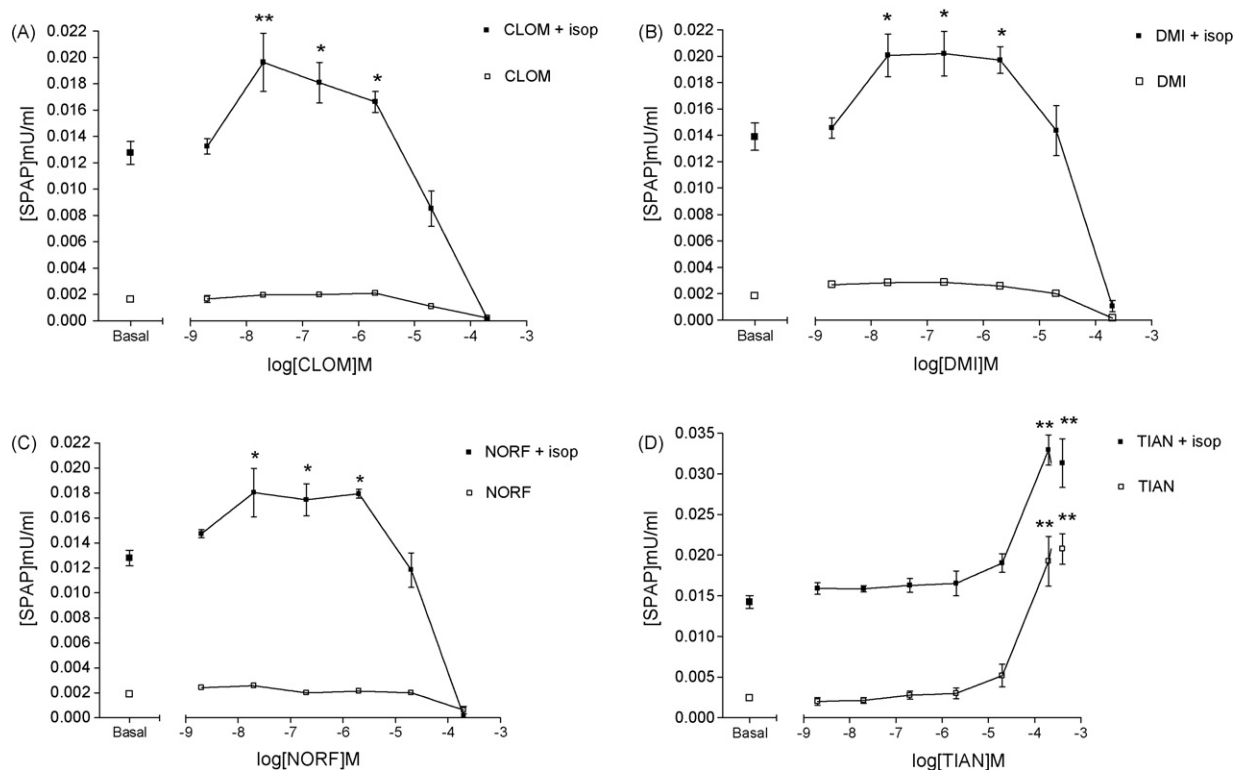 (A)
** * *
CLOM + isop
CLOM
[SPAP]mU/ml
0.022
0.020
0.018
0.016
0.014
0.012
0.010
0.008
0.006
0.004
0.002
0.000
Basal -9 -8 -7 -6 -5 -4 -3
log[CLOM]M
(B)
* * *
DMI + isop
DMI
[SPAP]mU/ml
0.022
0.020
0.018
0.016
0.014
0.012
0.010
0.008
0.006
0.004
0.002
0.000
Basal -9 -8 -7 -6 -5 -4 -3
log[DMI]M
(C)
* * *
NORF + isop
NORF
[SPAP]mU/ml
0.022
0.020
0.018
0.016
0.014
0.012
0.010
0.008
0.006
0.004
0.002
0.000
Basal -9 -8 -7 -6 -5 -4 -3
log[NORF]M
(D)
** **
** **
TIAN + isop
TIAN
[SPAP]mU/ml
0.035
0.030
0.025
0.020
0.015
0.010
0.005
0.000
Basal -9 -8 -7 -6 -5 -4 -3
log[TIAN]M